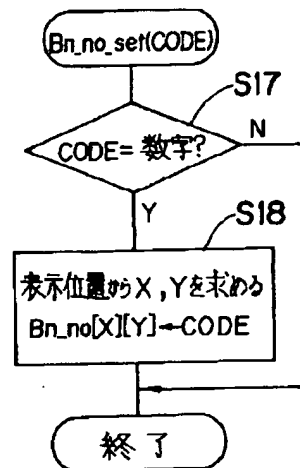 Bn_no_set(CODE)
S17
CODE= 数字?
N
Y
S18
表示位置からX,Yを求める
Bn_no[X][Y]←CODE
終了